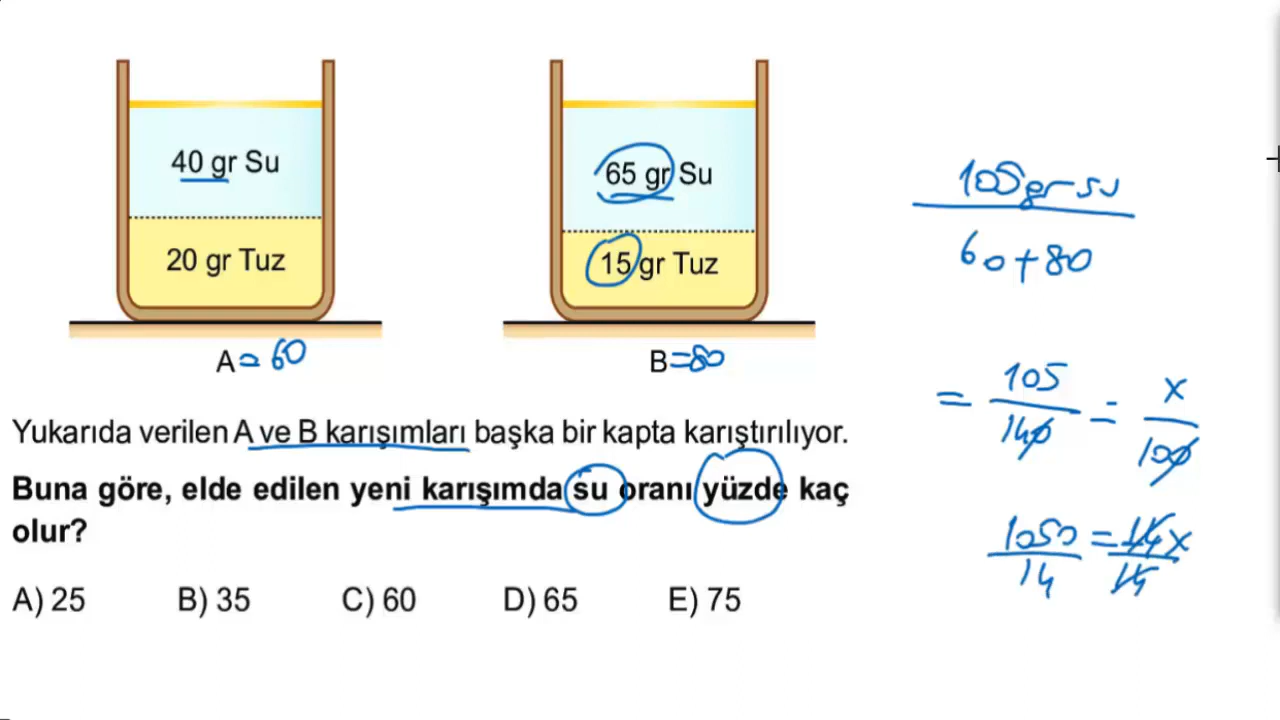 40 gr Su
20 gr Tuz
A = 60
65 gr Su
15 gr Tuz
B = 80
Yukarıda verilen A ve B karışımları başka bir kapta karıştırılıyor.
Buna göre, elde edilen yeni karışımda su oranı yüzde kaç
olur?
A) 25 B) 35 C) 60 D) 65 E) 75
105 gr su
60+80
= 105/140 = x/100
1050/14 = 14x/14